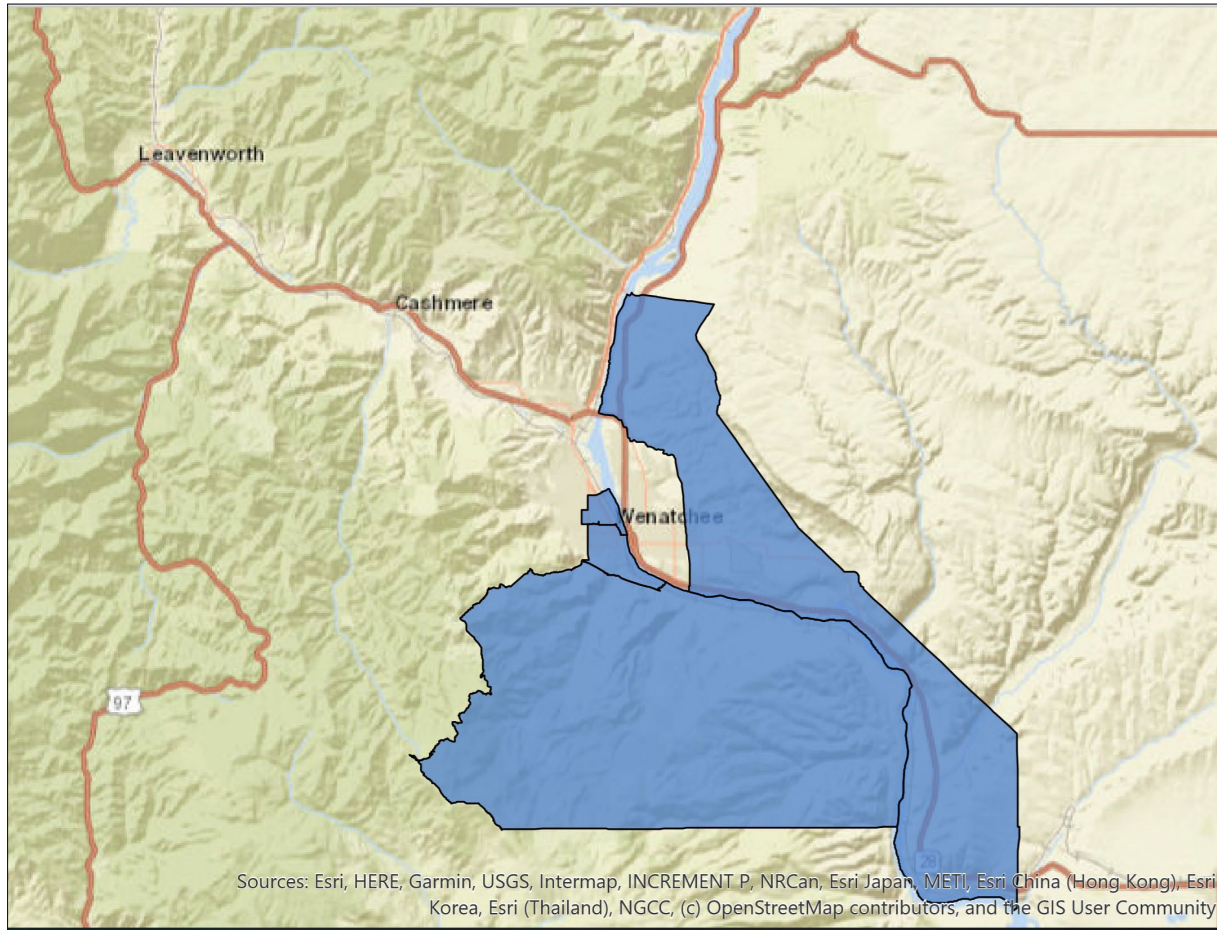 Leavenworth
Cashmere
Wenatchee
97
28
Sources: Esri, HERE, Garmin, USGS, Intermap, INCREMENT P, NRCan, Esri Japan, METI, Esri China (Hong Kong), Esri
Korea, Esri (Thailand), NGCC, (c) OpenStreetMap contributors, and the GIS User Community